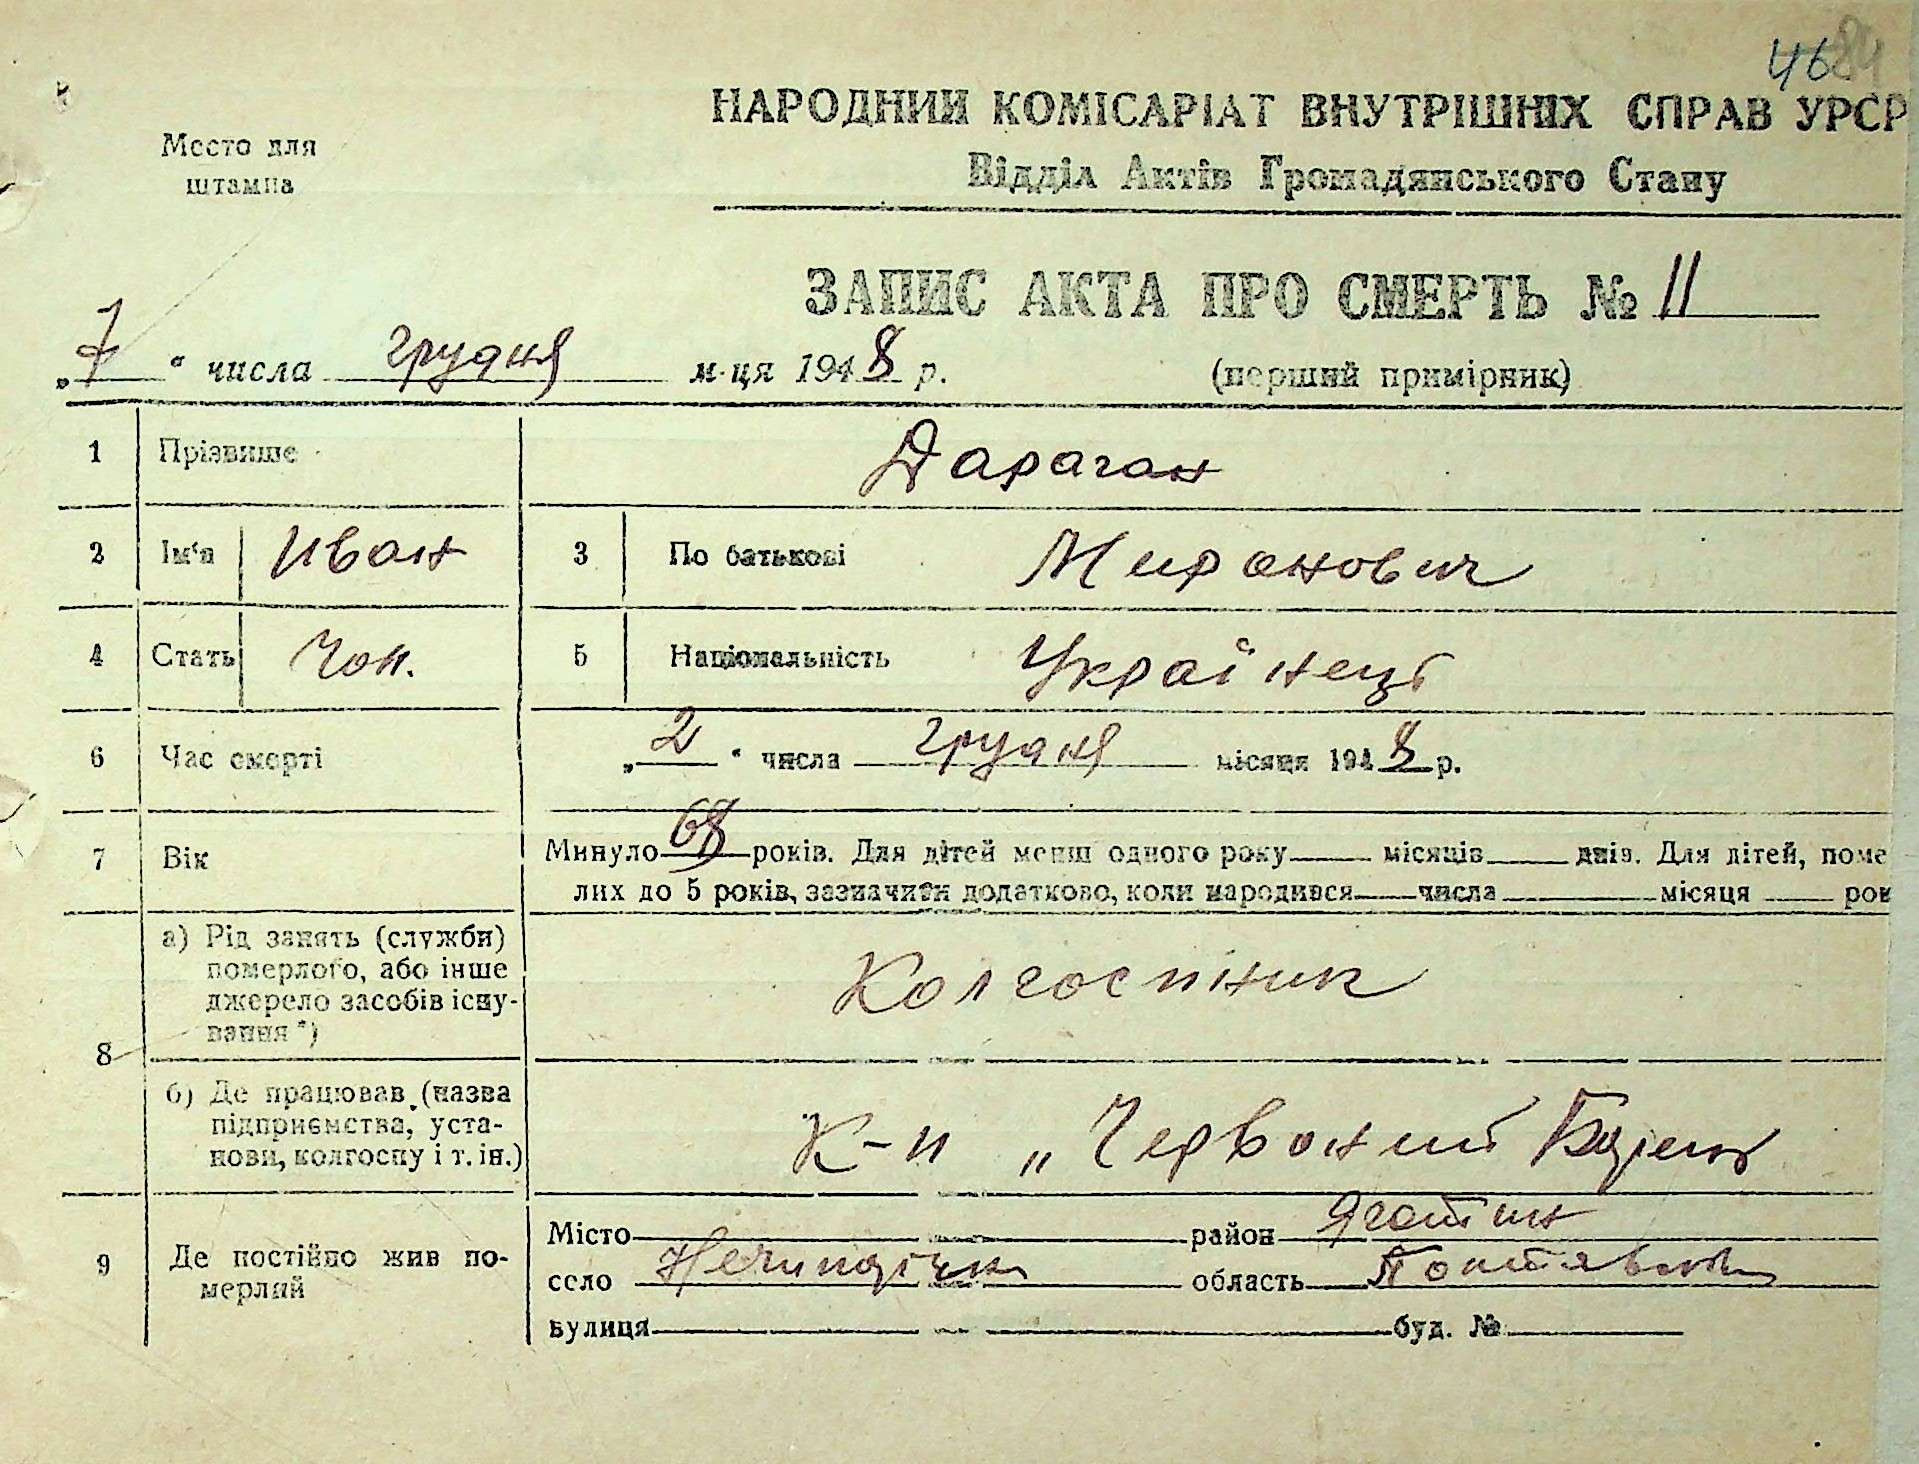 46 84
НАРОДНИЙ КОМІСАРІАТ ВНУТРІШНІХ СПРАВ УРСР
Место для штампа
Відділ Актів Громадянського Стану
ЗАПИС АКТА ПРО СМЕРТЬ № 11
„7“ числа грудня м-ця 1948 р. (перший примірник)
1 Прізвище Дараган
2 Ім'я Иван 3 По батькові Миронович
4 Стать Чол. 5 Національність Українець
6 Час смерті „2“ числа грудня місяця 1948 р.
7 Вік Минуло 68 років. Для дітей менш одного року місяців днів. Для дітей, поме
лих до 5 років, зазначити додатково, коли народився числа місяця рок
8 а) Рід занять (служби)
померлого, або інше
джерело засобів існу-
вання*)
Колгоспник
б) Де працював (назва
підприємства, уста-
нови, колгоспу і т. ін.)
К-п „Червоний
9 Де постійно жив по-
мерлий
Місто район Яготин
село область
вулиця буд. №